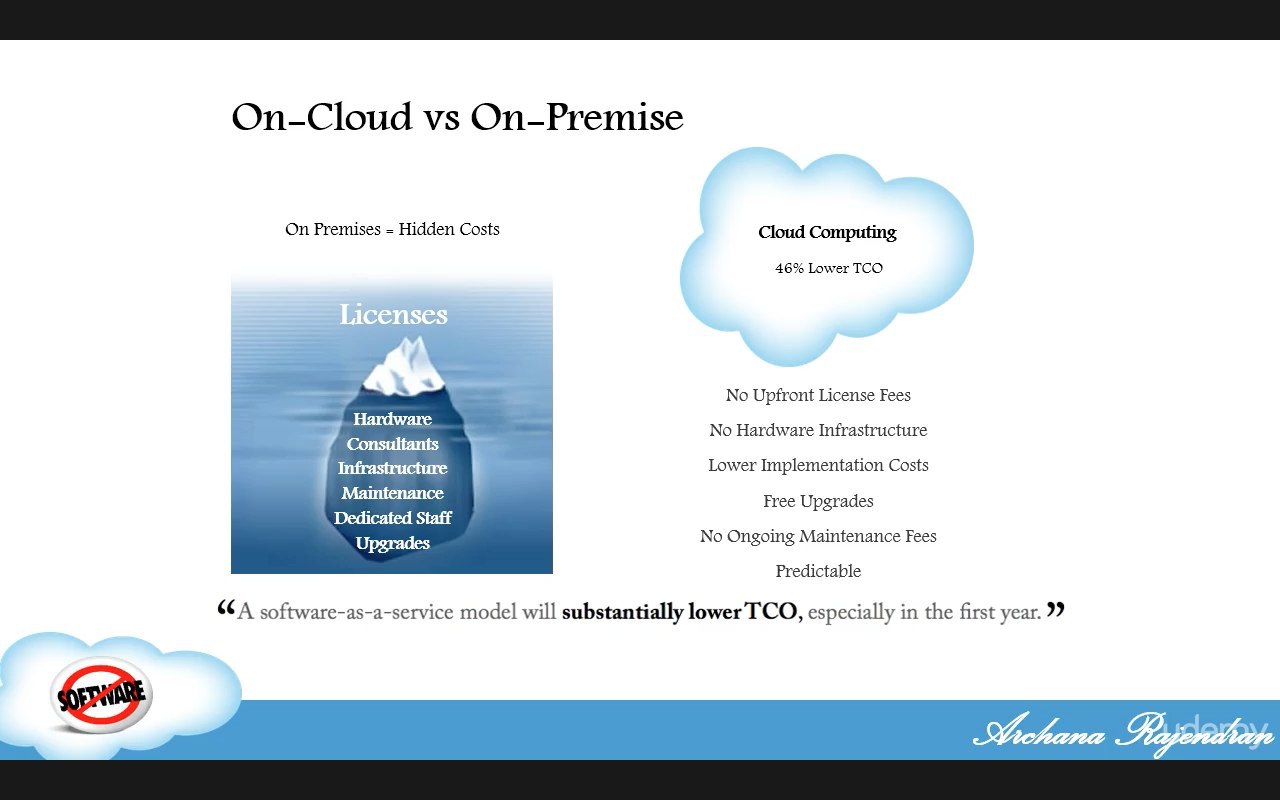 On-Cloud vs On-Premise
On Premises = Hidden Costs
Licenses
Hardware
Consultants
Infrastructure
Maintenance
Dedicated Staff
Upgrades
Cloud Computing
46% Lower TCO
No Upfront License Fees
No Hardware Infrastructure
Lower Implementation Costs
Free Upgrades
No Ongoing Maintenance Fees
Predictable
“A software-as-a-service model will substantially lower TCO, especially in the first year.”
SOFTWARE
Archana Rajendran
udemy